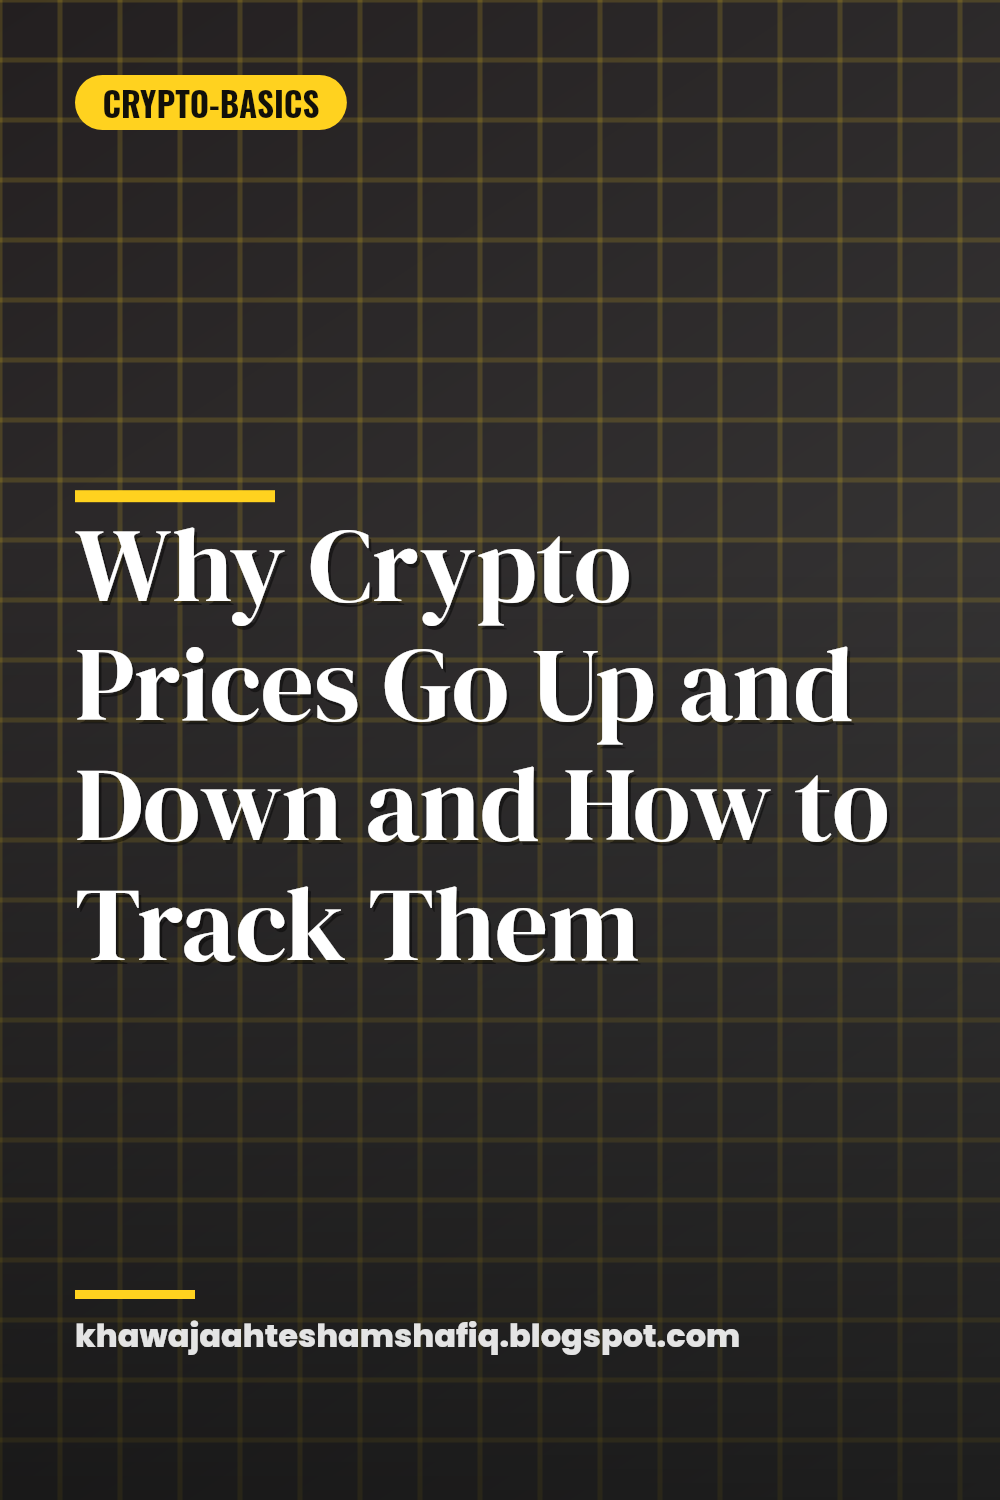 CRYPTO-BASICS
Why Crypto
Prices Go Up and
Down and How to
Track Them
khawajaahteshamshafiq.blogspot.com